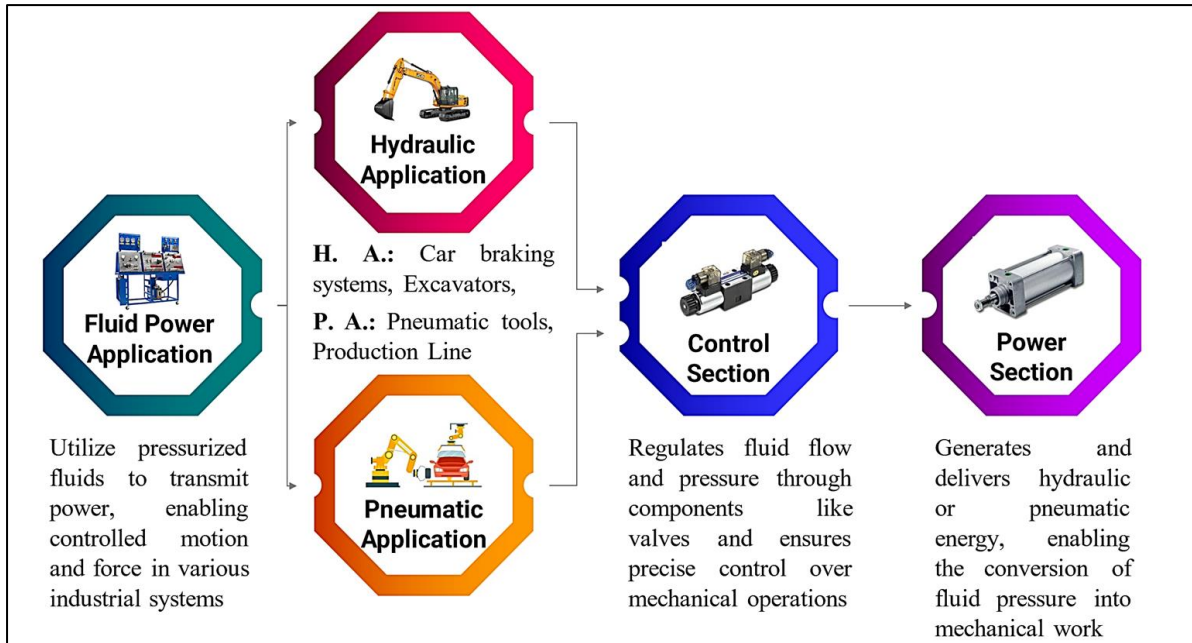 Fluid Power
Application
Utilize pressurized
fluids to transmit
power, enabling
controlled motion
and force in various
industrial systems
Hydraulic
Application
H. A.: Car braking
systems, Excavators,
P. A.: Pneumatic tools,
Production Line
Pneumatic
Application
Control
Section
Regulates fluid flow
and pressure through
components like
valves and ensures
precise control over
mechanical operations
Power
Section
Generates and
delivers hydraulic
or pneumatic
energy, enabling
the conversion of
fluid pressure into
mechanical work